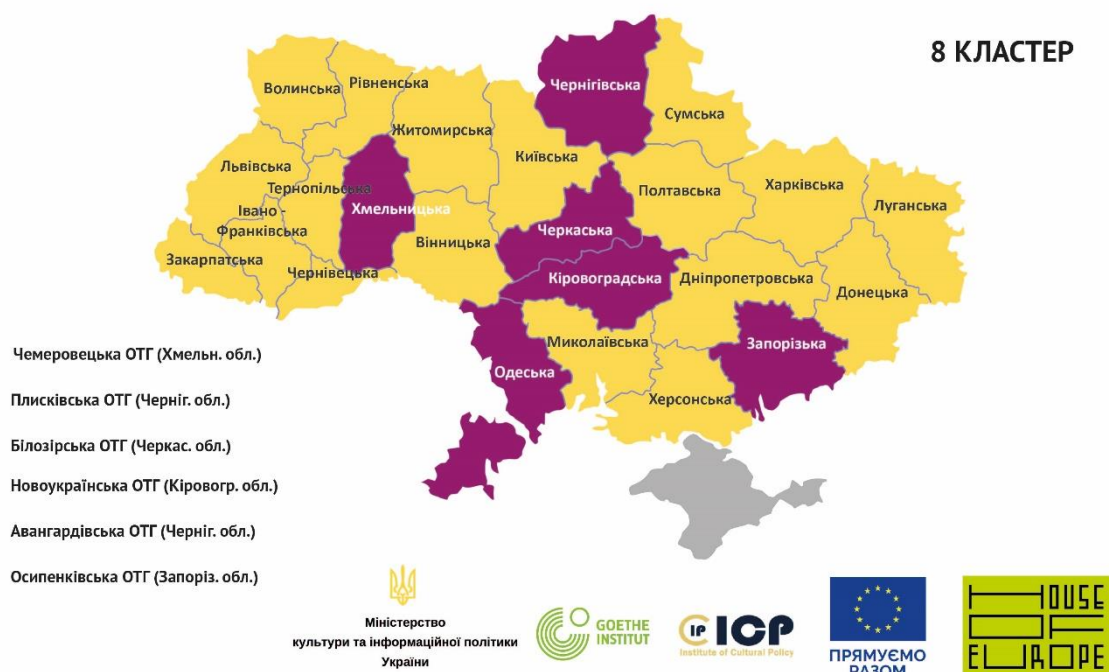 8 КЛАСТЕР
Чернігівська
Волинська
Рівненська
Сумська
Житомирська
Київська
Львівська
Тернопільська
Хмельницька
Івано -
Франківська
Закарпатська
Чернівецька
Вінницька
Черкаська
Полтавська
Харківська
Луганська
Кіровоградська
Дніпропетровська
Донецька
Миколаївська
Запорізька
Одеська
Херсонська
Чемеровецька ОТГ (Хмельн. обл.)
Плисківська ОТГ (Черніг. обл.)
Білозірська ОТГ (Черкас. обл.)
Новоукраїнська ОТГ (Кіровогр. обл.)
Авангардівська ОТГ (Черніг. обл.)
Осипенківська ОТГ (Запоріз. обл.)
Міністерство
культури та інформаційної політики
України
GOETHE
INSTITUT
IP ICP
Institute of Cultural Policy
ПРЯМУЄМО
РАЗОМ
HOUSE
OF
EUROPE